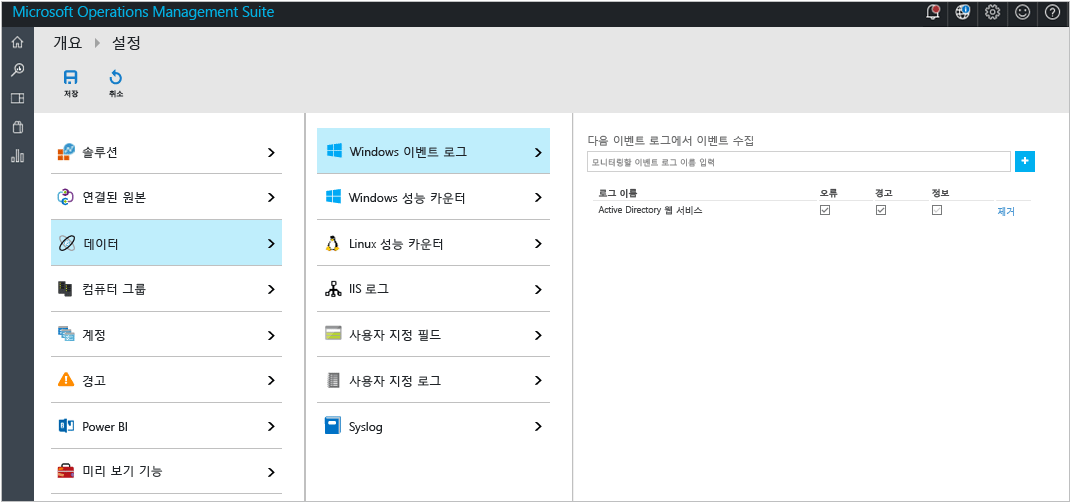 Microsoft Operations Management Suite
개요 설정
저장 취소
솔루션
연결된 원본
데이터
컴퓨터 그룹
계정
경고
Power BI
미리 보기 기능
Windows 이벤트 로그
Windows 성능 카운터
Linux 성능 카운터
IIS 로그
사용자 지정 필드
사용자 지정 로그
Syslog
다음 이벤트 로그에서 이벤트 수집
모니터링할 이벤트 로그 이름 입력
로그 이름 오류 경고 정보
Active Directory 웹 서비스 제거